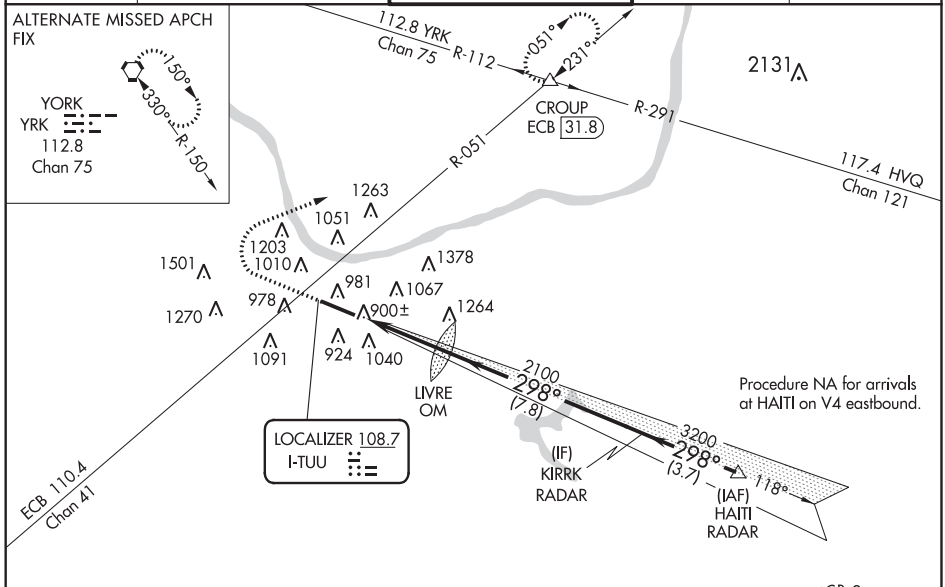 ALTERNATE MISSED APCH
FIX
150°
330°
R-150
YORK
YRK
112.8
Chan 75
112.8 YRK
Chan 75
R-112
051°
231°
2131
CROUP
ECB 31.8
R-291
117.4 HVQ
Chan 121
R-051
1263
1051
1203
1010
1378
1501
981
1067
978
900±
1264
1270
1091
924
1040
LIVRE
OM
2100
298°
(7.8)
Procedure NA for arrivals
at HAITI on V4 eastbound.
3200
298°
(3.7)
118°
LOCALIZER 108.7
I-TUU
(IF)
KIRRK
RADAR
(IAF)
HAITI
RADAR
ECB 110.4
Chan 41